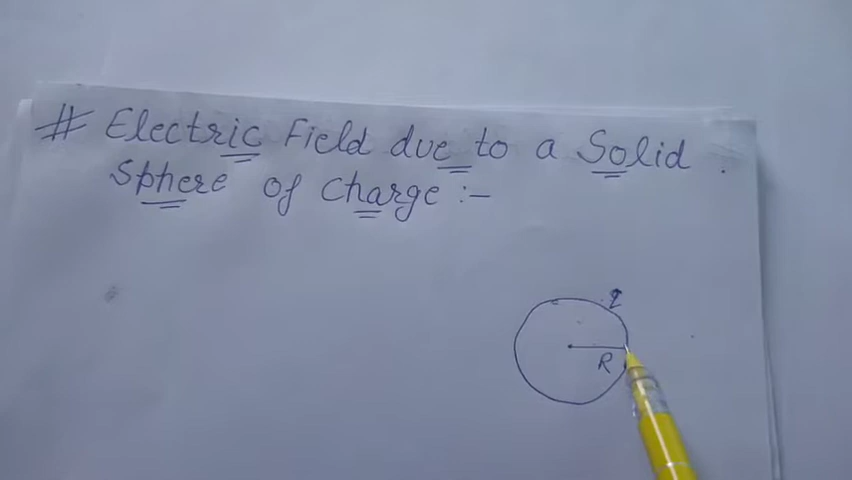 # Electric Field due to a Solid
Sphere of Charge :-
q
R